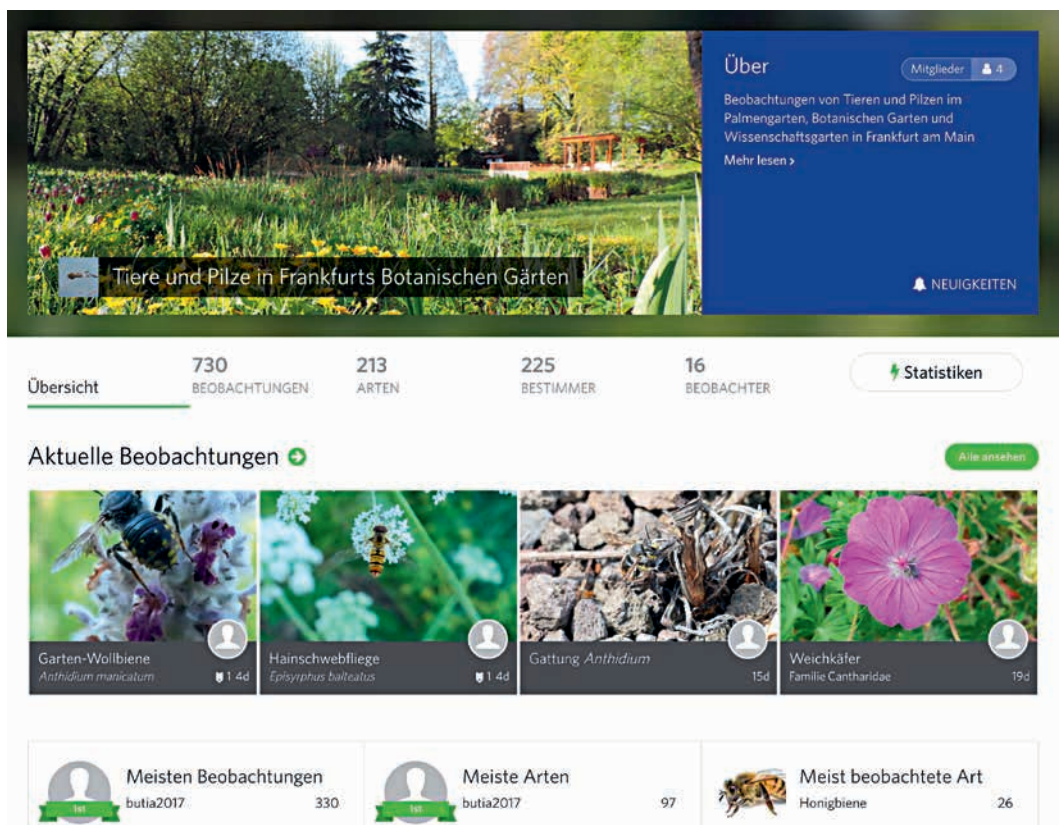 Über
Mitglieder 4
Beobachtungen von Tieren und Pilzen im
Palmengarten, Botanischen Garten und
Wissenschaftsgarten in Frankfurt am Main
Mehr lesen ›
NEUIGKEITEN
Tiere und Pilze in Frankfurts Botanischen Gärten
Übersicht
730
BEOBACHTUNGEN
213
ARTEN
225
BESTIMMER
16
BEOBACHTER
Statistiken
Aktuelle Beobachtungen
Alle ansehen
Garten-Wollbiene
Anthidium manicatum
1 4d
Hainschwebfliege
Episyrphus balteatus
1 4d
Gattung Anthidium
15d
Weichkäfer
Familie Cantharidae
19d
1st
Meisten Beobachtungen
butia2017 330
1st
Meiste Arten
butia2017 97
Meist beobachtete Art
Honigbiene 26